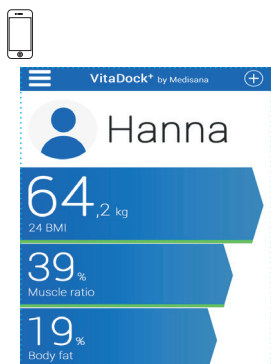 VitaDock+ by Medisana
Hanna
64,2 kg
24 BMI
39%
Muscle ratio
19%
Body fat